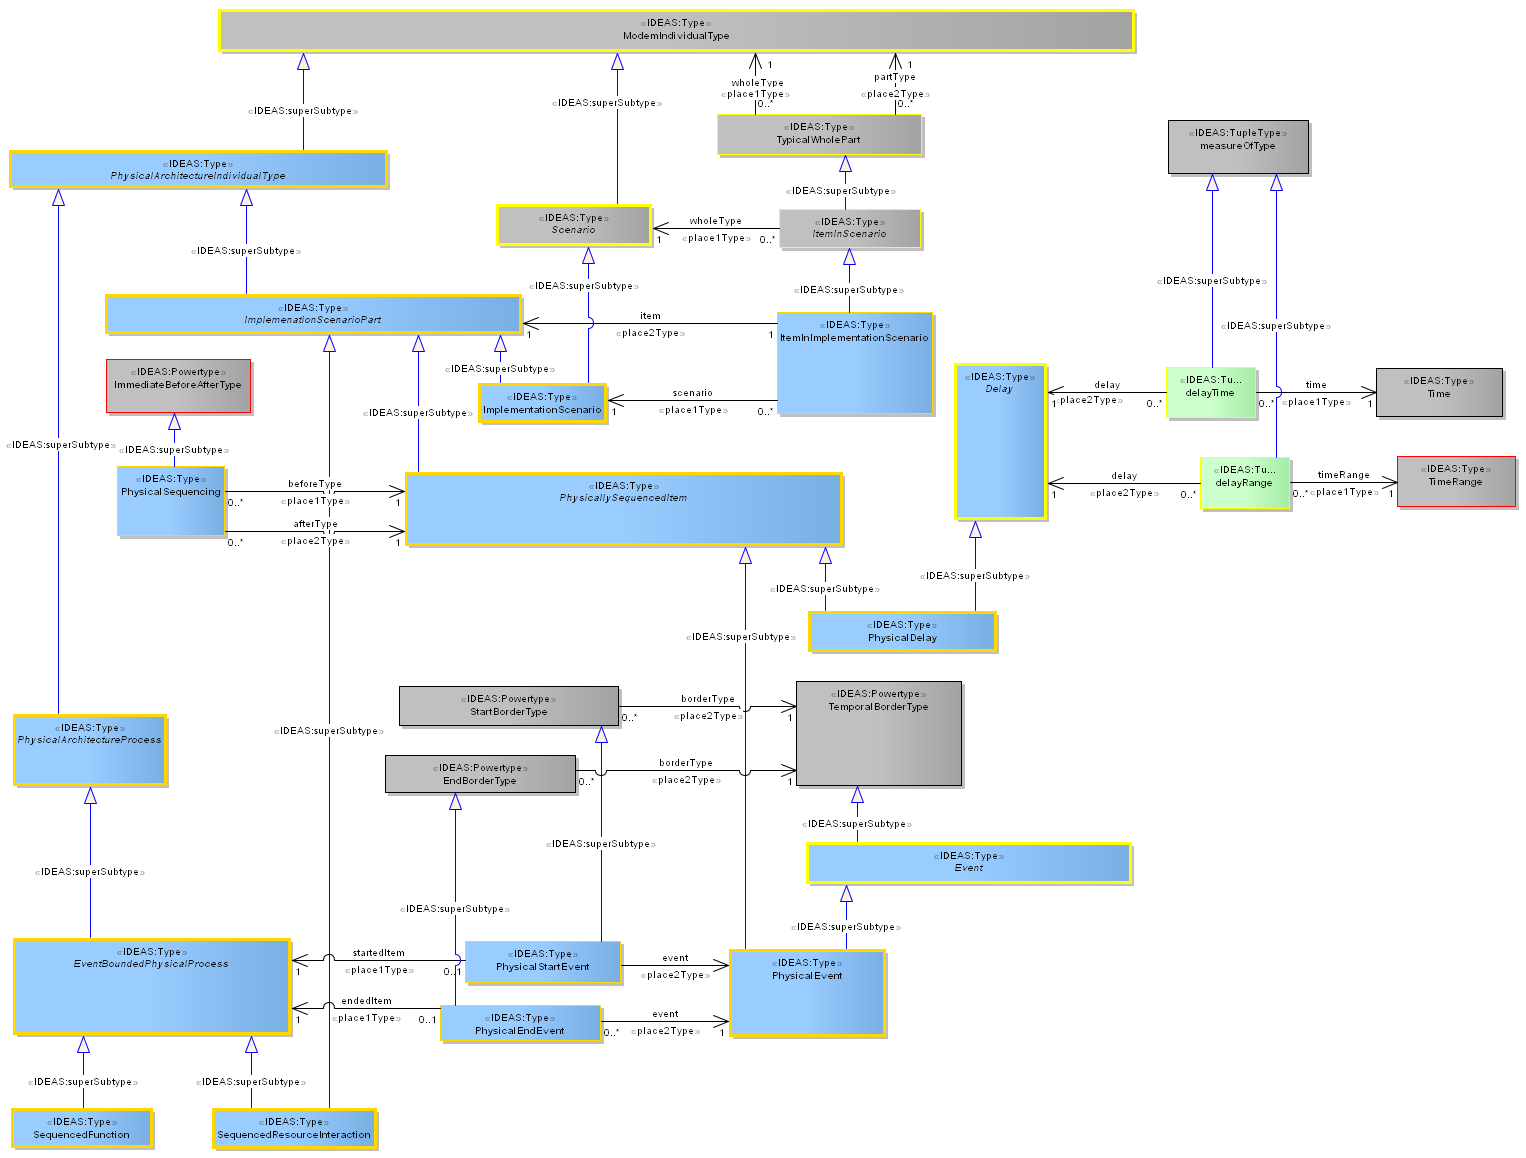 «IDEAS:Type»
ModemIndividualType
wholeType
«place1Type»
1
0..*
partType
«place2Type»
1
0..*
«IDEAS:superSubtype»
«IDEAS:superSubtype»
«IDEAS:Type»
TypicalWholePart
«IDEAS:TupleType»
measureOfType
«IDEAS:Type»
PhysicalArchitectureIndividualType
«IDEAS:superSubtype»
«IDEAS:Type»
Scenario
wholeType
«place1Type»
1
0..*
«IDEAS:Type»
ItemInScenario
«IDEAS:superSubtype»
«IDEAS:superSubtype»
«IDEAS:superSubtype»
«IDEAS:superSubtype»
«IDEAS:superSubtype»
«IDEAS:Type»
ImplemenationScenarioPart
item
«place2Type»
1
1
«IDEAS:Type»
ItemInImplementationScenario
«IDEAS:superSubtype»
«IDEAS:Powertype»
ImmediateBeforeAfterType
«IDEAS:superSubtype»
«IDEAS:Type»
ImplementationScenario
scenario
«place1Type»
1
0..*
«IDEAS:Type»
Delay
delay
«place2Type»
1
0..*
«IDEAS:Tu...
delayTime
time
«place1Type»
0..*
1
«IDEAS:Type»
Time
«IDEAS:superSubtype»
«IDEAS:superSubtype»
«IDEAS:superSubtype»
«IDEAS:Type»
PhysicalSequencing
beforeType
«place1Type»
0..*
1
afterType
«place2Type»
0..*
1
«IDEAS:Type»
PhysicallySequencedItem
delay
«place2Type»
1
0..*
«IDEAS:Tu...
delayRange
timeRange
«place1Type»
0..*
1
«IDEAS:Type»
TimeRange
«IDEAS:superSubtype»
«IDEAS:superSubtype»
«IDEAS:superSubtype»
«IDEAS:Type»
PhysicalDelay
«IDEAS:Powertype»
StartBorderType
borderType
«place2Type»
0..*
1
«IDEAS:Powertype»
TemporalBorderType
«IDEAS:Type»
PhysicalArchitectureProcess
«IDEAS:superSubtype»
«IDEAS:Powertype»
EndBorderType
borderType
«place2Type»
0..*
1
«IDEAS:superSubtype»
«IDEAS:superSubtype»
«IDEAS:Type»
Event
«IDEAS:superSubtype»
«IDEAS:superSubtype»
«IDEAS:superSubtype»
«IDEAS:Type»
EventBoundedPhysicalProcess
startedItem
«place1Type»
1
0..1
«IDEAS:Type»
PhysicalStartEvent
event
«place2Type»
«IDEAS:Type»
PhysicalEvent
endedItem
«place1Type»
1
0..1
«IDEAS:Type»
PhysicalEndEvent
event
«place2Type»
0..*
1
«IDEAS:superSubtype»
«IDEAS:superSubtype»
«IDEAS:Type»
SequencedFunction
«IDEAS:Type»
SequencedResourceInteraction